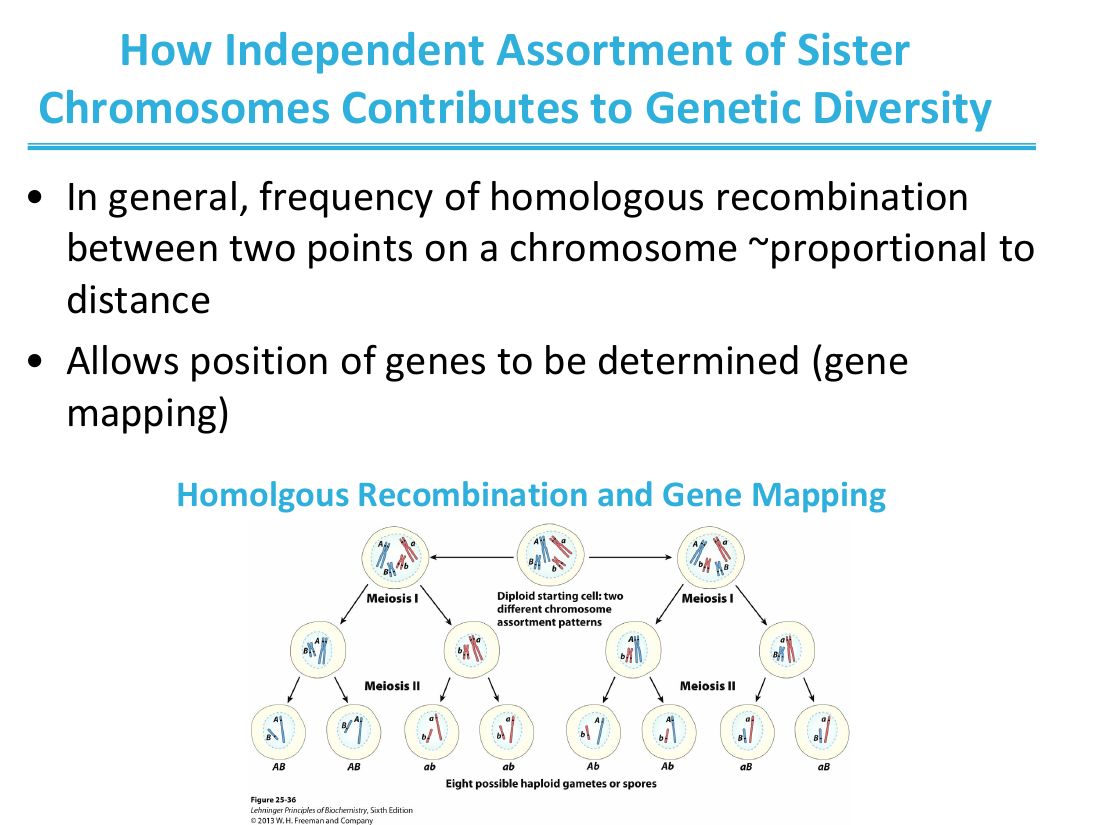 How Independent Assortment of Sister
Chromosomes Contributes to Genetic Diversity
• In general, frequency of homologous recombination
between two points on a chromosome ~proportional to
distance
• Allows position of genes to be determined (gene
mapping)
Homolgous Recombination and Gene Mapping
A a B b
A a B b
A a b B
Meiosis I
Diploid starting cell: two
different chromosome
assortment patterns
Meiosis I
B A
b a
b A
B a
Meiosis II
Meiosis II
A B
B A
a b
a b
A b
A b
a B
a B
AB AB ab ab Ab Ab aB aB
Eight possible haploid gametes or spores
Figure 25-36
Lehninger Principles of Biochemistry, Sixth Edition
© 2013 W. H. Freeman and Company